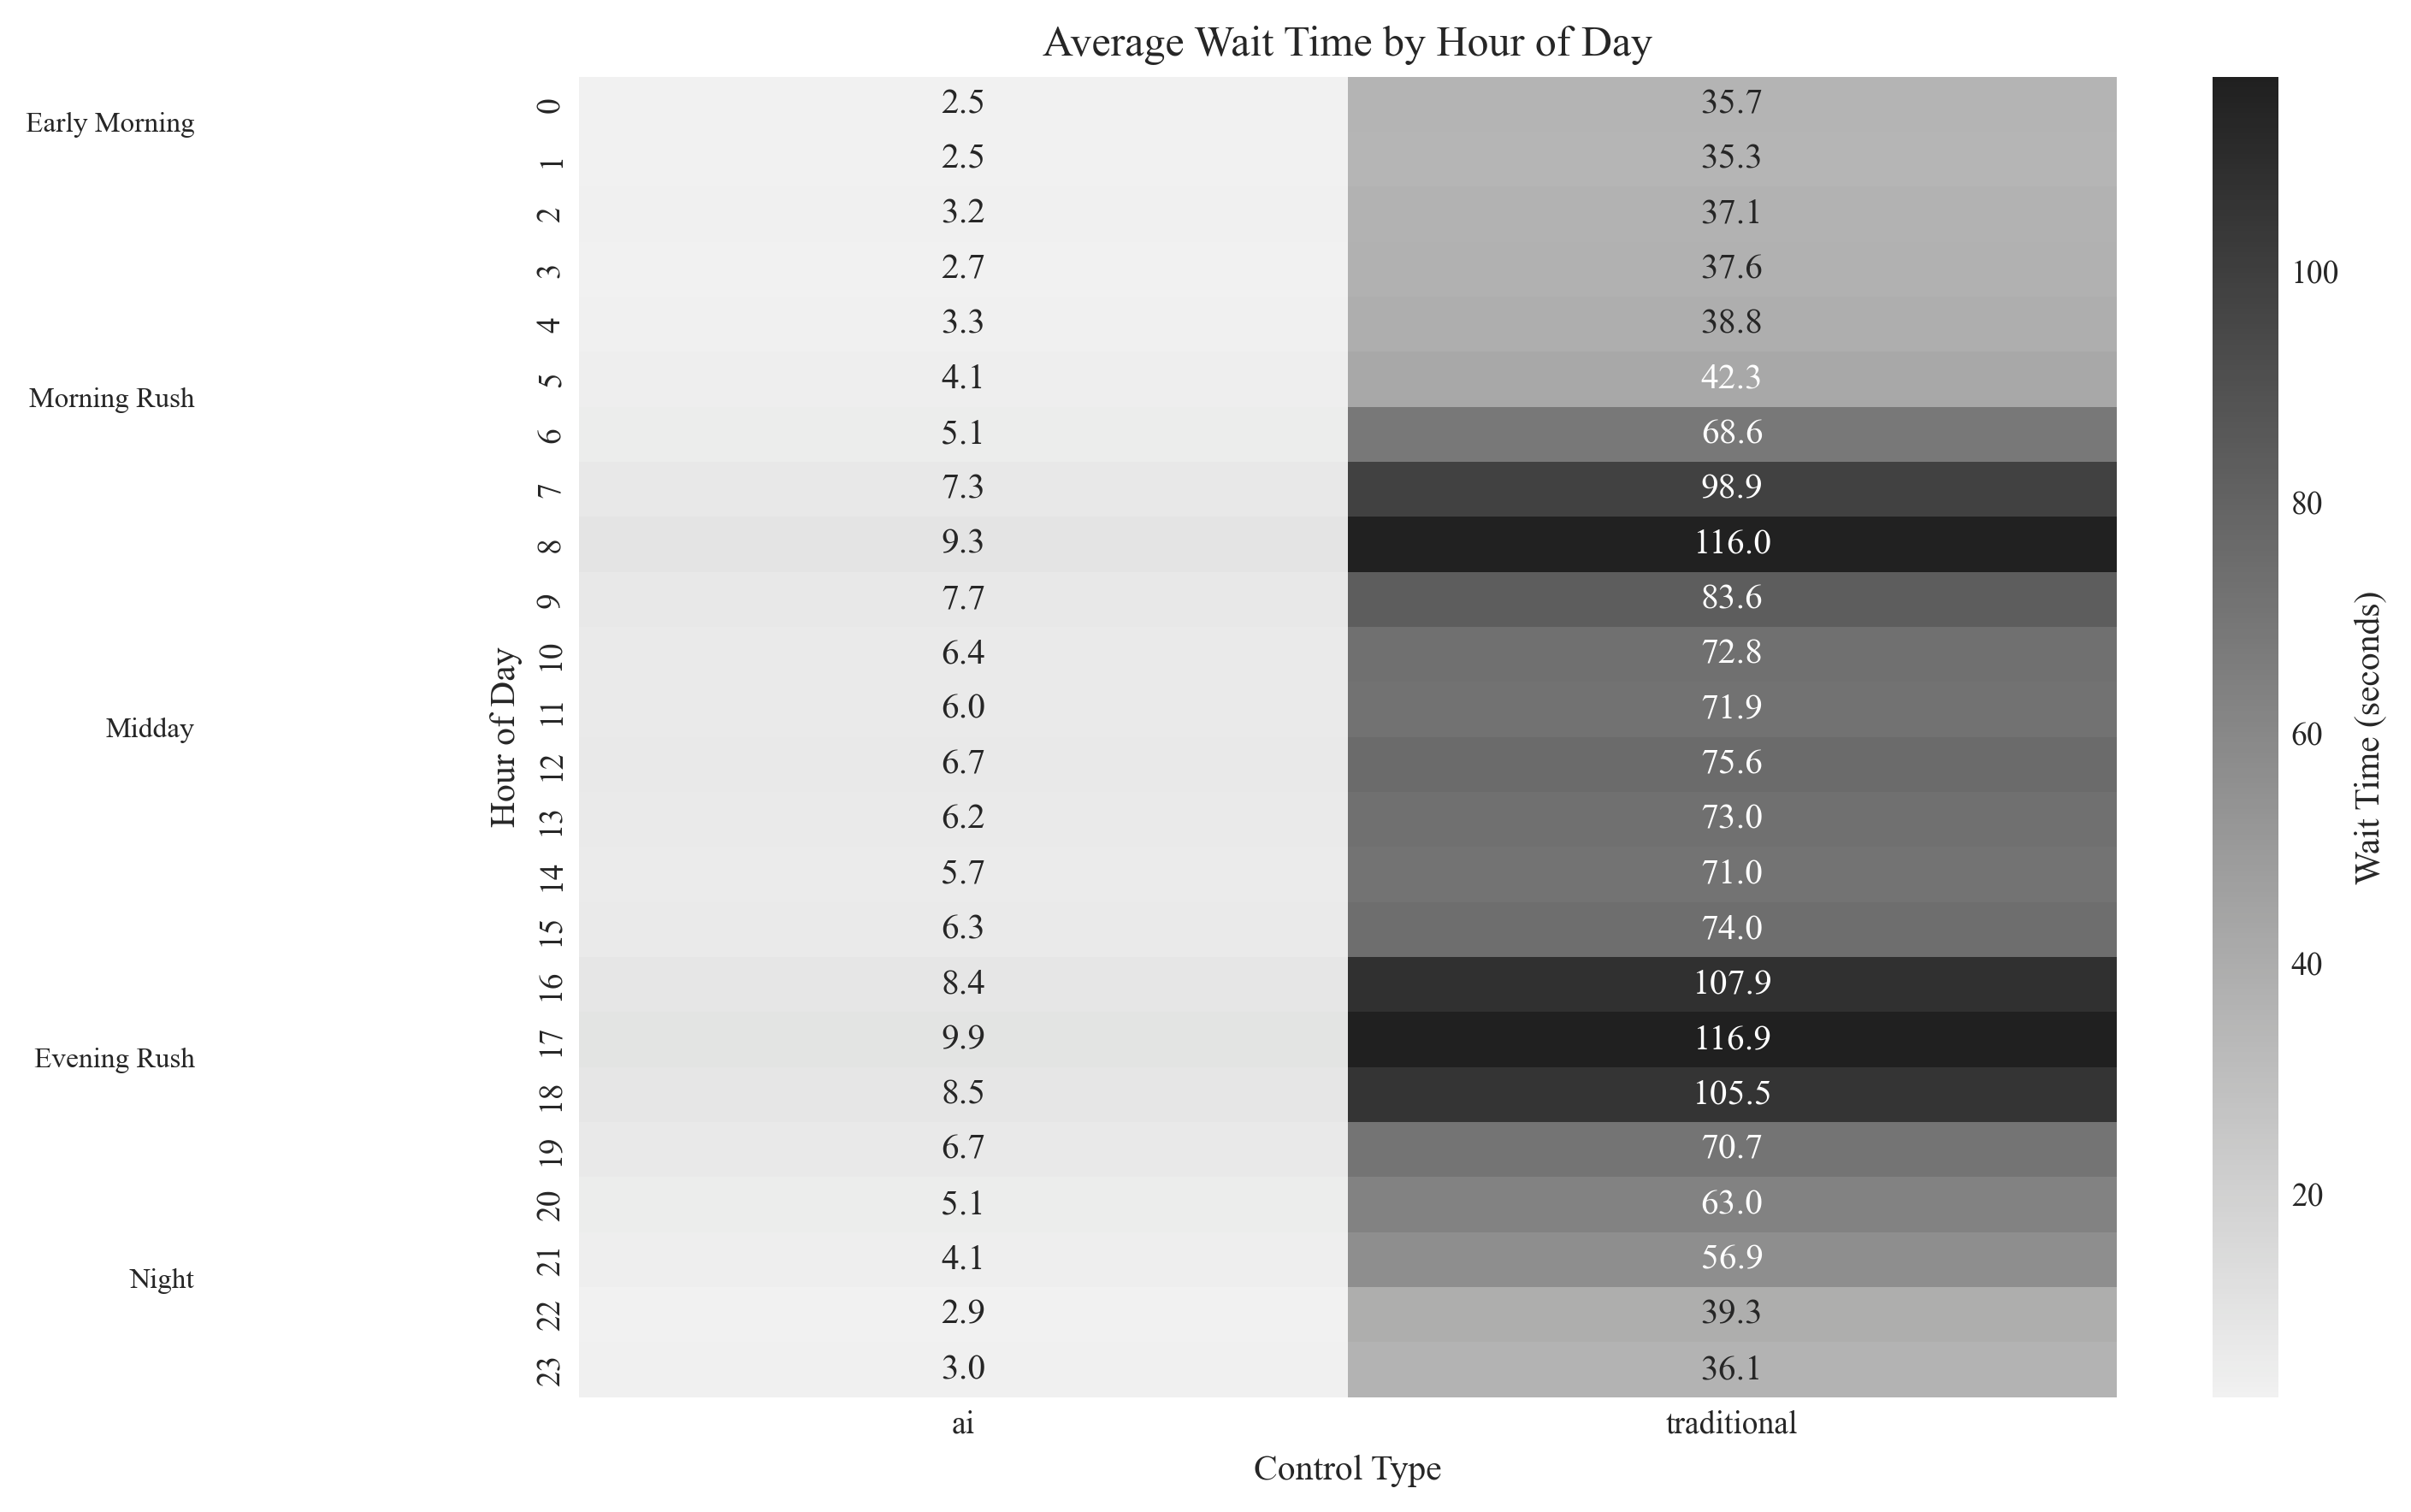 Average Wait Time by Hour of Day
Early Morning
Morning Rush
Midday
Evening Rush
Night
Hour of Day
0 2.5 35.7
1 2.5 35.3
2 3.2 37.1
3 2.7 37.6
4 3.3 38.8
5 4.1 42.3
6 5.1 68.6
7 7.3 98.9
8 9.3 116.0
9 7.7 83.6
10 6.4 72.8
11 6.0 71.9
12 6.7 75.6
13 6.2 73.0
14 5.7 71.0
15 6.3 74.0
16 8.4 107.9
17 9.9 116.9
18 8.5 105.5
19 6.7 70.7
20 5.1 63.0
21 4.1 56.9
22 2.9 39.3
23 3.0 36.1
ai traditional
Control Type
100
80
60
40
20
Wait Time (seconds)